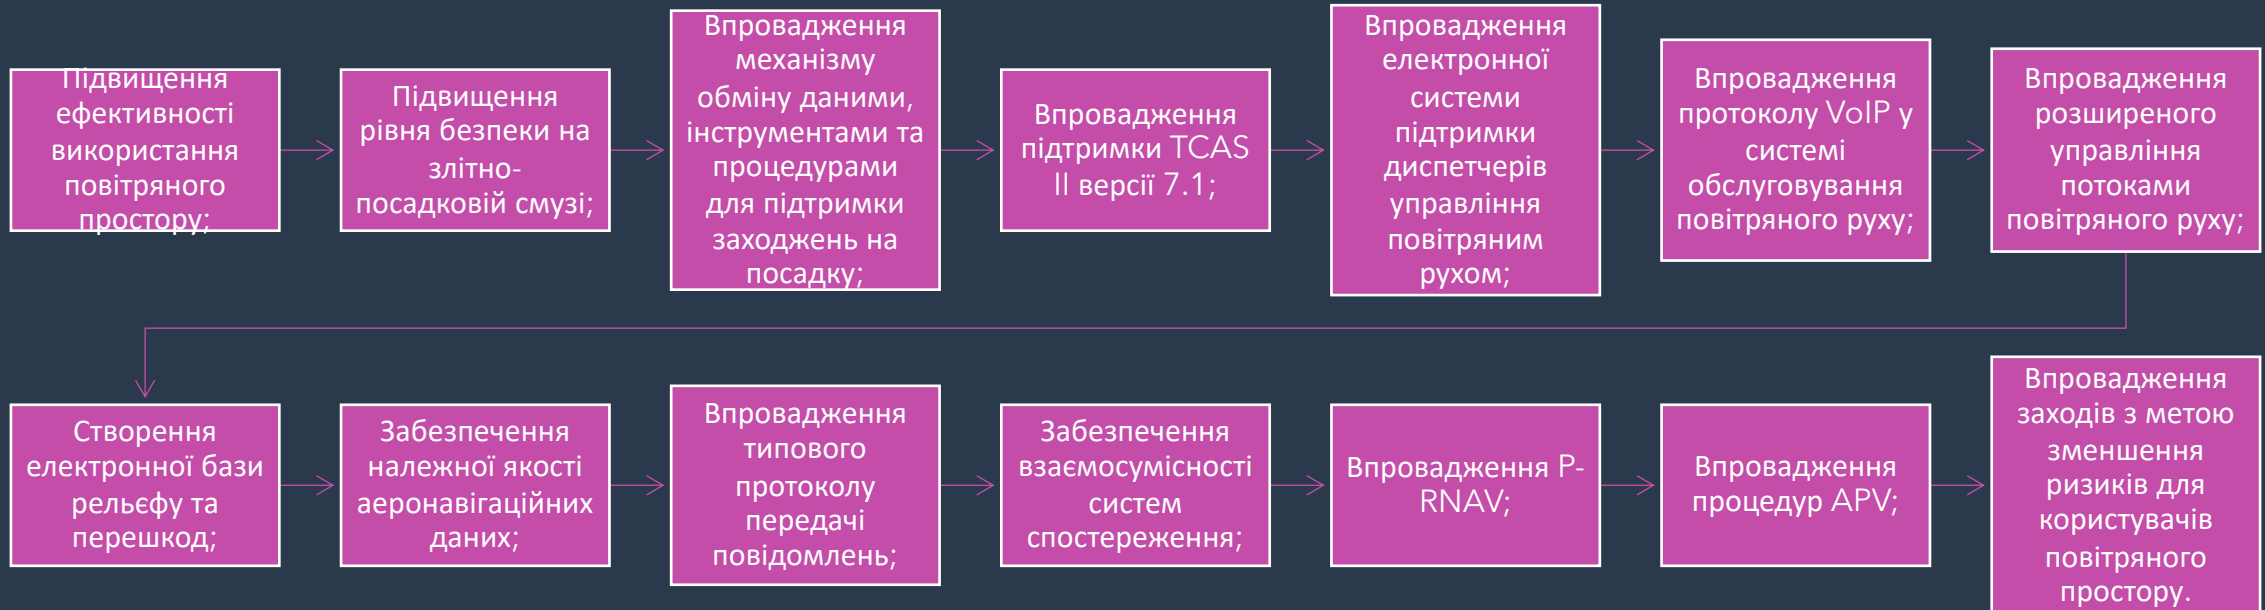 Підвищення
ефективності
використання
повітряного
простору;
Підвищення
рівня безпеки на
злітно-
посадковій смузі;
Впровадження
механізму
обміну даними,
інструментами та
процедурами
для підтримки
заходжень на
посадку;
Впровадження
підтримки TCAS
II версії 7.1;
Впровадження
електронної
системи
підтримки
диспетчерів
управління
повітряним
рухом;
Впровадження
протоколу VoIP у
системі
обслуговування
повітряного руху;
Впровадження
розширеного
управління
потоками
повітряного руху;
Створення
електронної бази
рельєфу та
перешкод;
Забезпечення
належної якості
аеронавігаційних
даних;
Впровадження
типового
протоколу
передачі
повідомлень;
Забезпечення
взаємосумісності
систем
спостереження;
Впровадження P-
RNAV;
Впровадження
процедур APV;
Впровадження
заходів з метою
зменшення
ризиків для
користувачів
повітряного
простору.